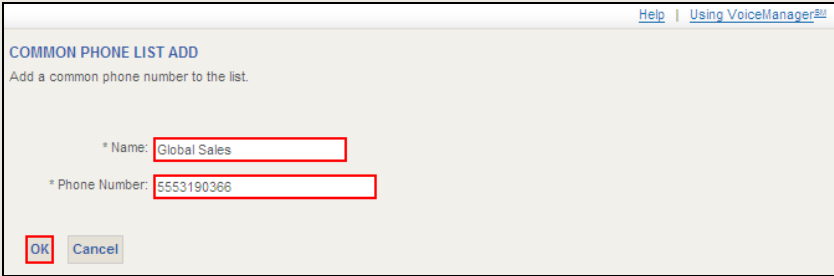 Help | Using VoiceManager℠
COMMON PHONE LIST ADD
Add a common phone number to the list.
* Name: Global Sales
* Phone Number: 5553190366
OK Cancel